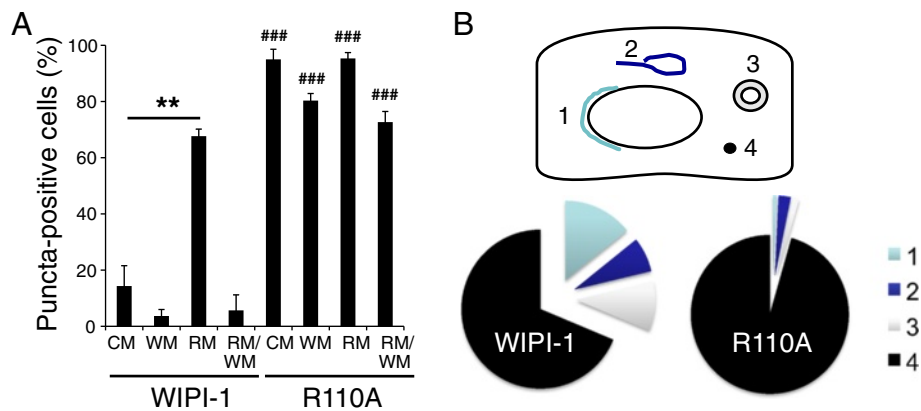 A
Puncta-positive cells (%)
100
80
60
40
20
0
**
###
###
###
###
CM WM RM RM/WM CM WM RM RM/WM
WIPI-1 R110A
B
1
2
3
4
WIPI-1
R110A
1
2
3
4